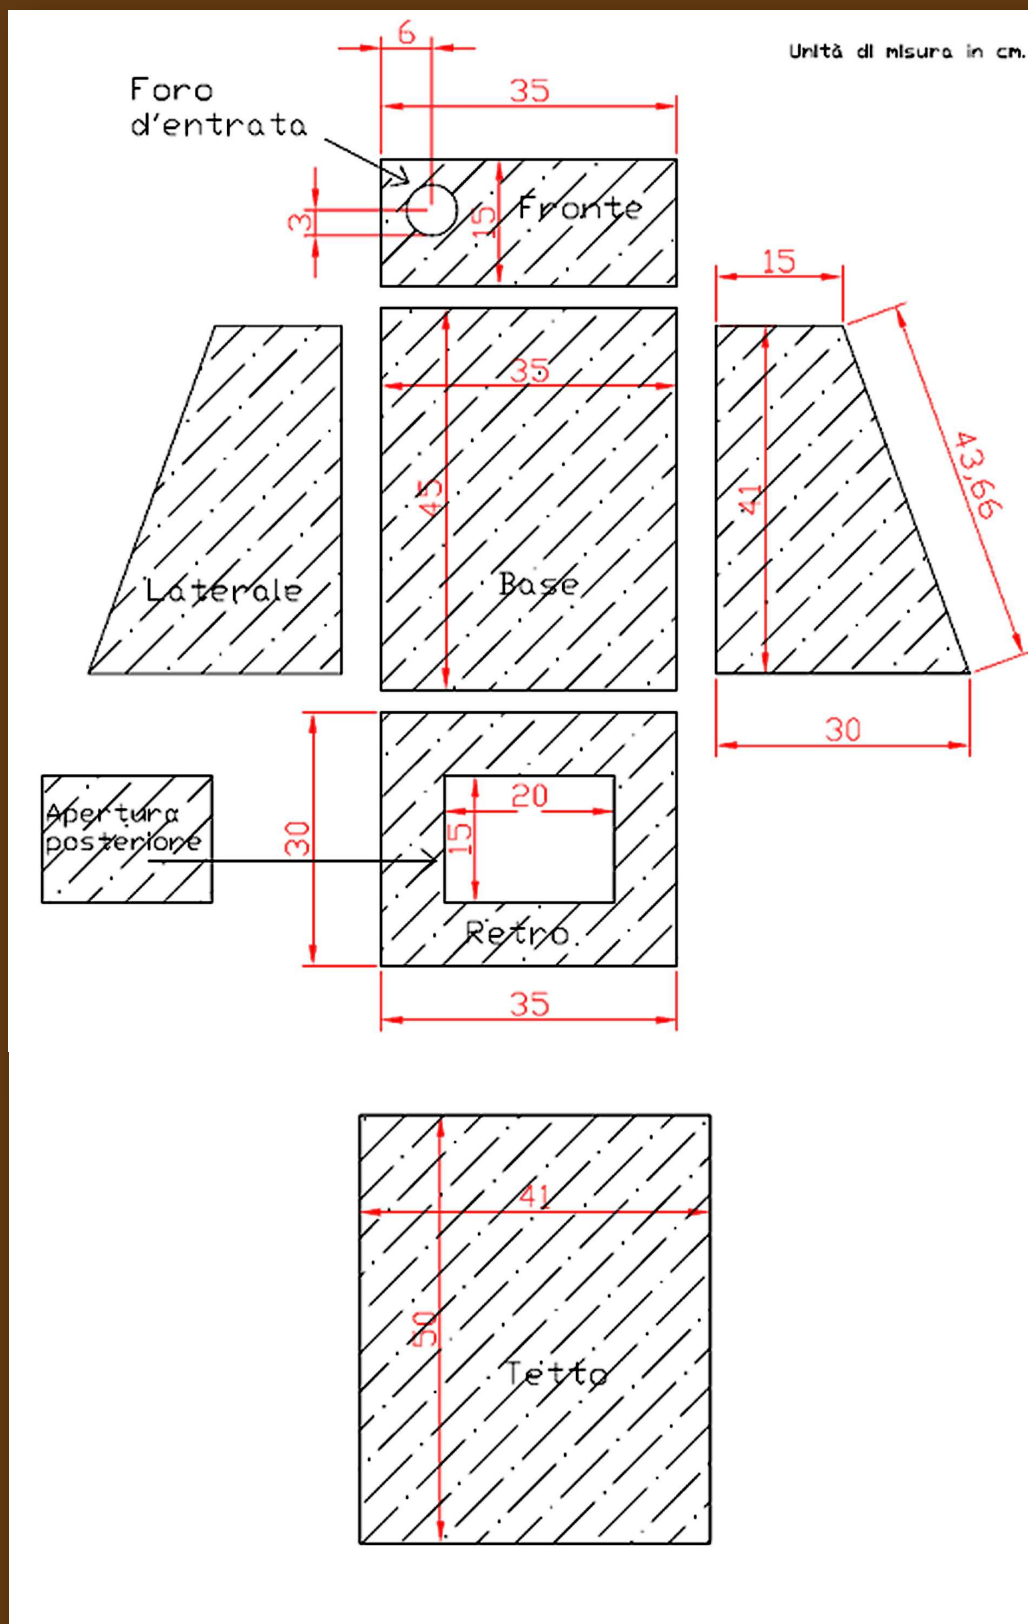 6
Unità di misura in cm.
Foro
d'entrata
35
3
15
Fronte
15
35
45
41
43,66
Laterale
Base
30
Apertura
posteriore
30
20
15
Retro
35
41
50
Tetto